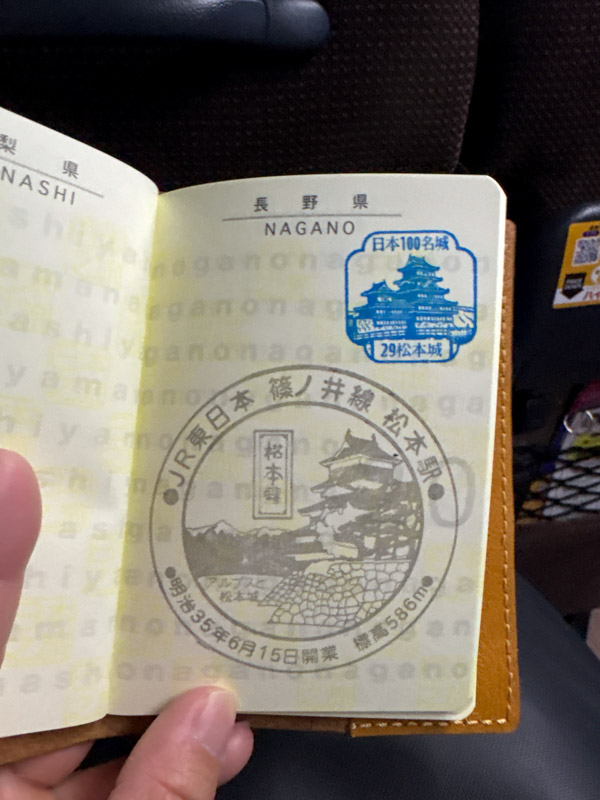 梨 県
NASHI
長 野 県
NAGANO
日本100名城
29松本城
JR東日本 篠ノ井線 松本駅
松本驛
アルプスと
松本城
明治35年6月15日開業 標高586m